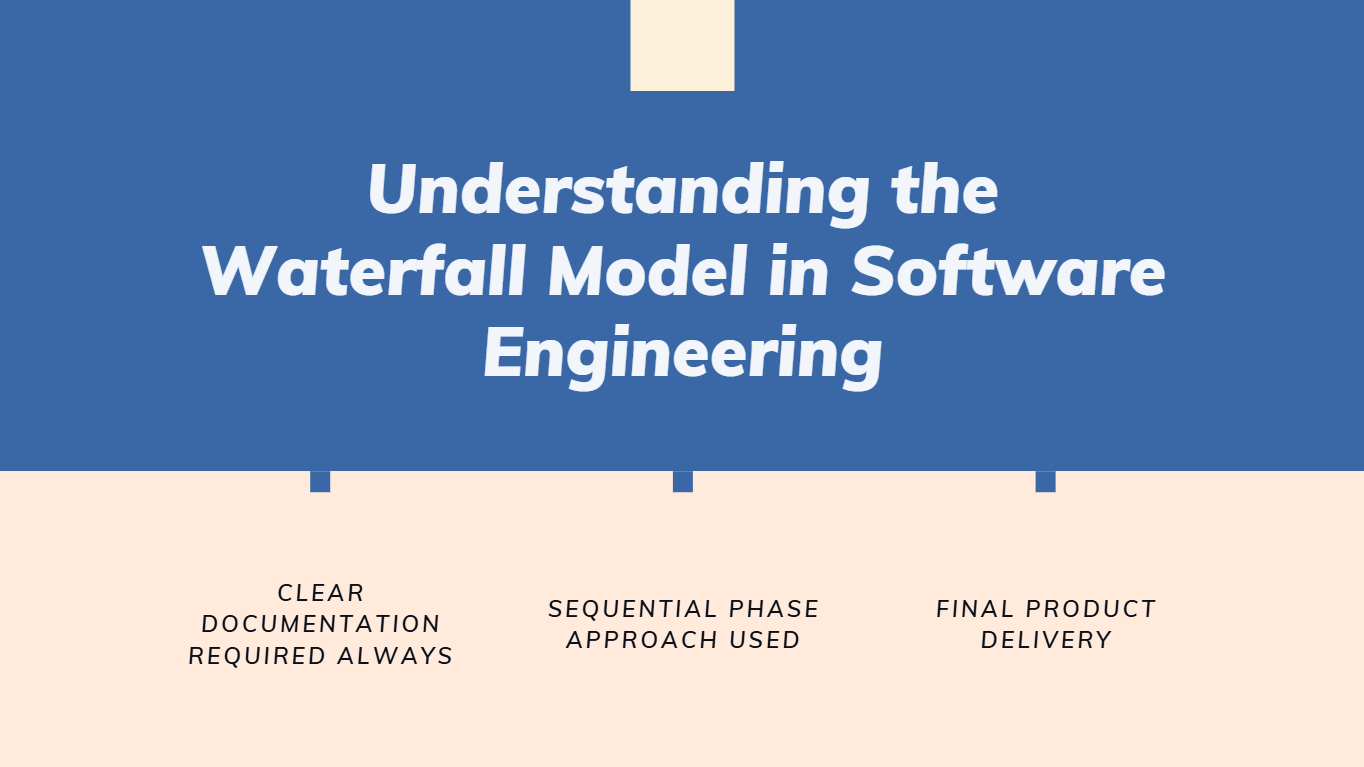 Understanding the
Waterfall Model in Software
Engineering
CLEAR
DOCUMENTATION
REQUIRED ALWAYS
SEQUENTIAL PHASE
APPROACH USED
FINAL PRODUCT
DELIVERY